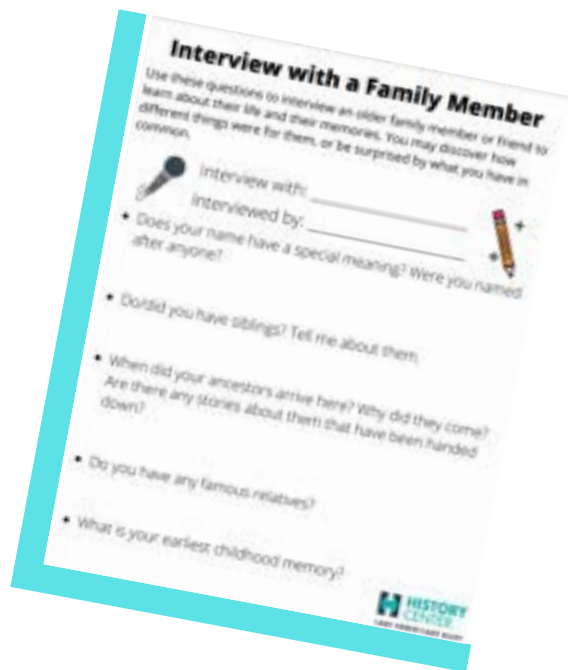 Interview with a Family Member
Use these questions to interview an older family member or friend to
learn about their life and their memories. You may discover how
different things were for them, or be surprised by what you have in
common.
Interview with:
Interviewed by:
• Does your name have a special meaning? Were you named
after anyone?
• Do/did you have siblings? Tell me about them.
• When did your ancestors arrive here? Why did they come?
Are there any stories about them that have been handed
down?
• Do you have any famous relatives?
• What is your earliest childhood memory?
HISTORY
CENTER